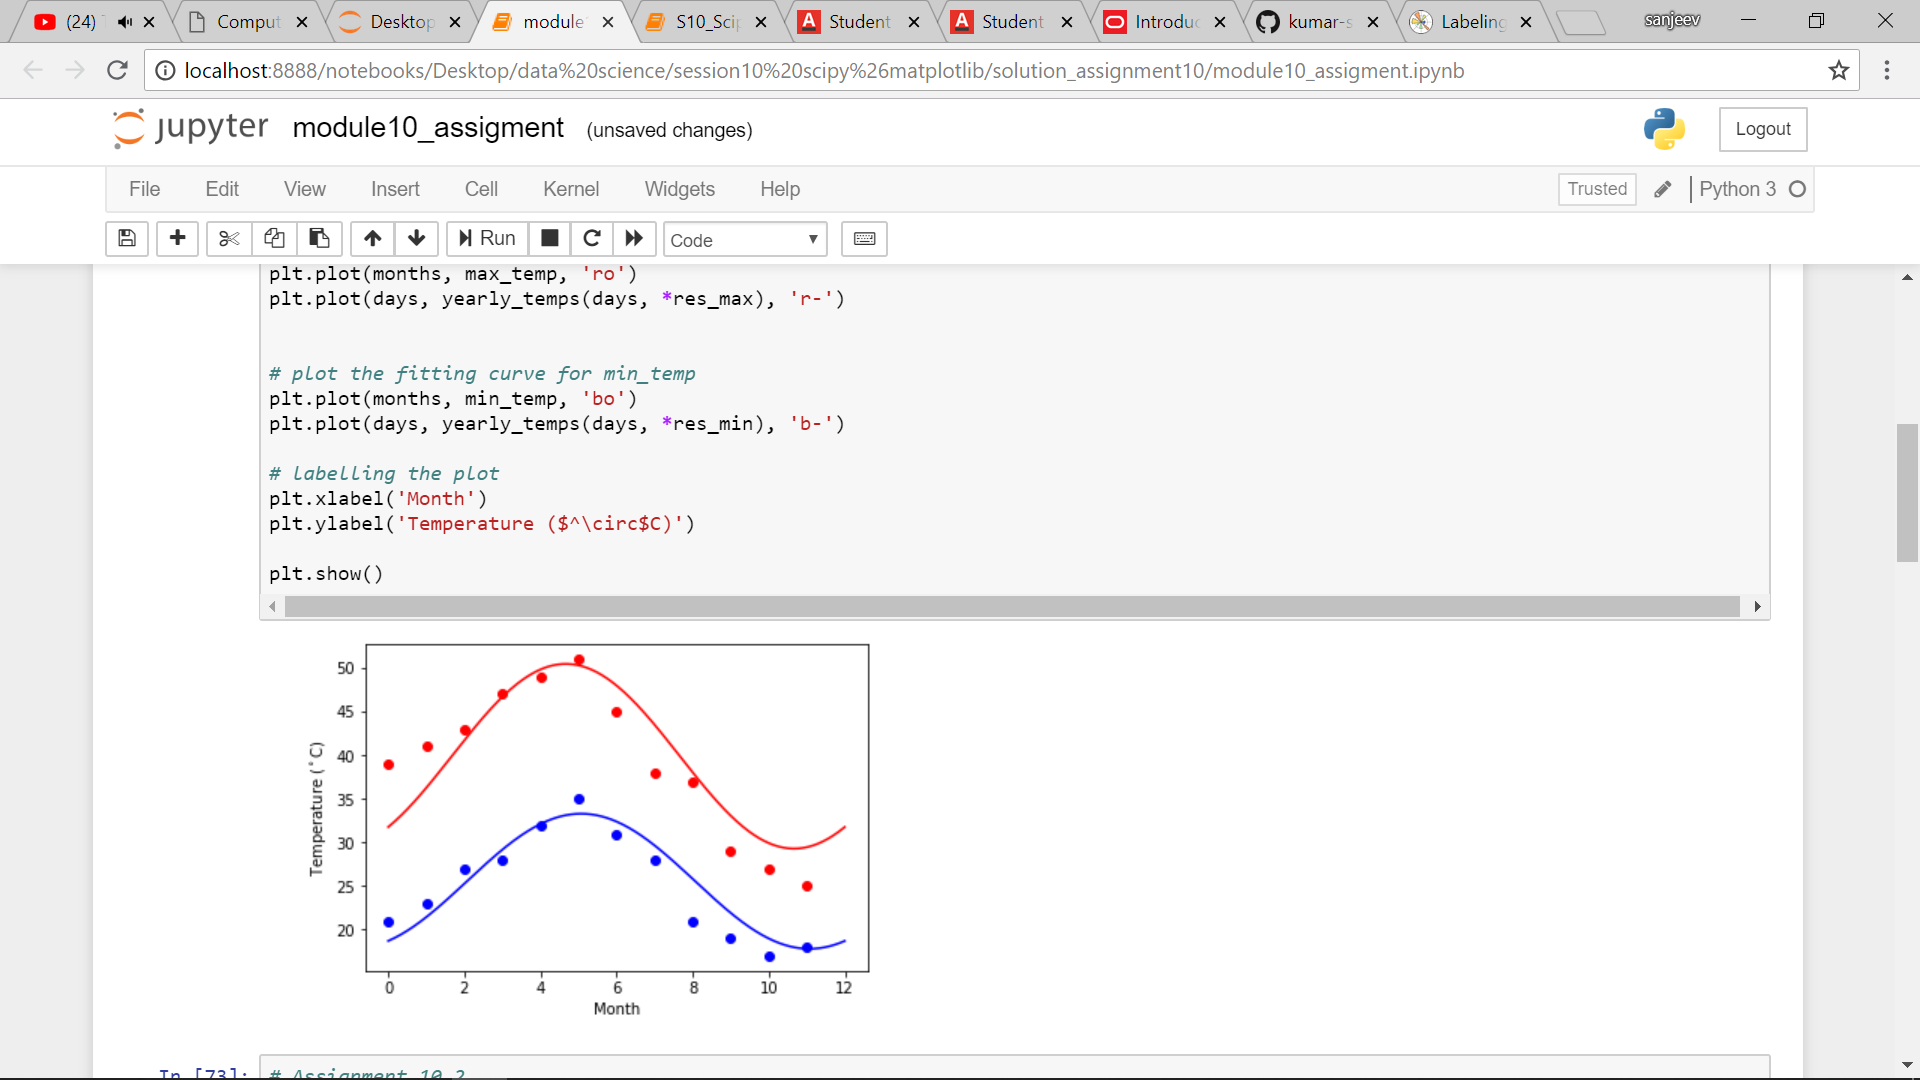 (24)
Comput
Desktop
module
S10_Scip
Student
Student
Introduc
kumar-s
Labeling
sanjeev
localhost:8888/notebooks/Desktop/data%20science/session10%20scipy%26matplotlib/solution_assignment10/module10_assigment.ipynb
jupyter module10_assigment (unsaved changes)
Logout
File Edit View Insert Cell Kernel Widgets Help
Trusted Python 3
Run Code
plt.plot(months, max_temp, 'ro')
plt.plot(days, yearly_temps(days, *res_max), 'r-')
# plot the fitting curve for min_temp
plt.plot(months, min_temp, 'bo')
plt.plot(days, yearly_temps(days, *res_min), 'b-')
# labelling the plot
plt.xlabel('Month')
plt.ylabel('Temperature ($^\circ$C)')
plt.show()
50
45
40
35
30
25
20
Temperature (°C)
0 2 4 6 8 10 12
Month
In [73]: # Assignment 10.2